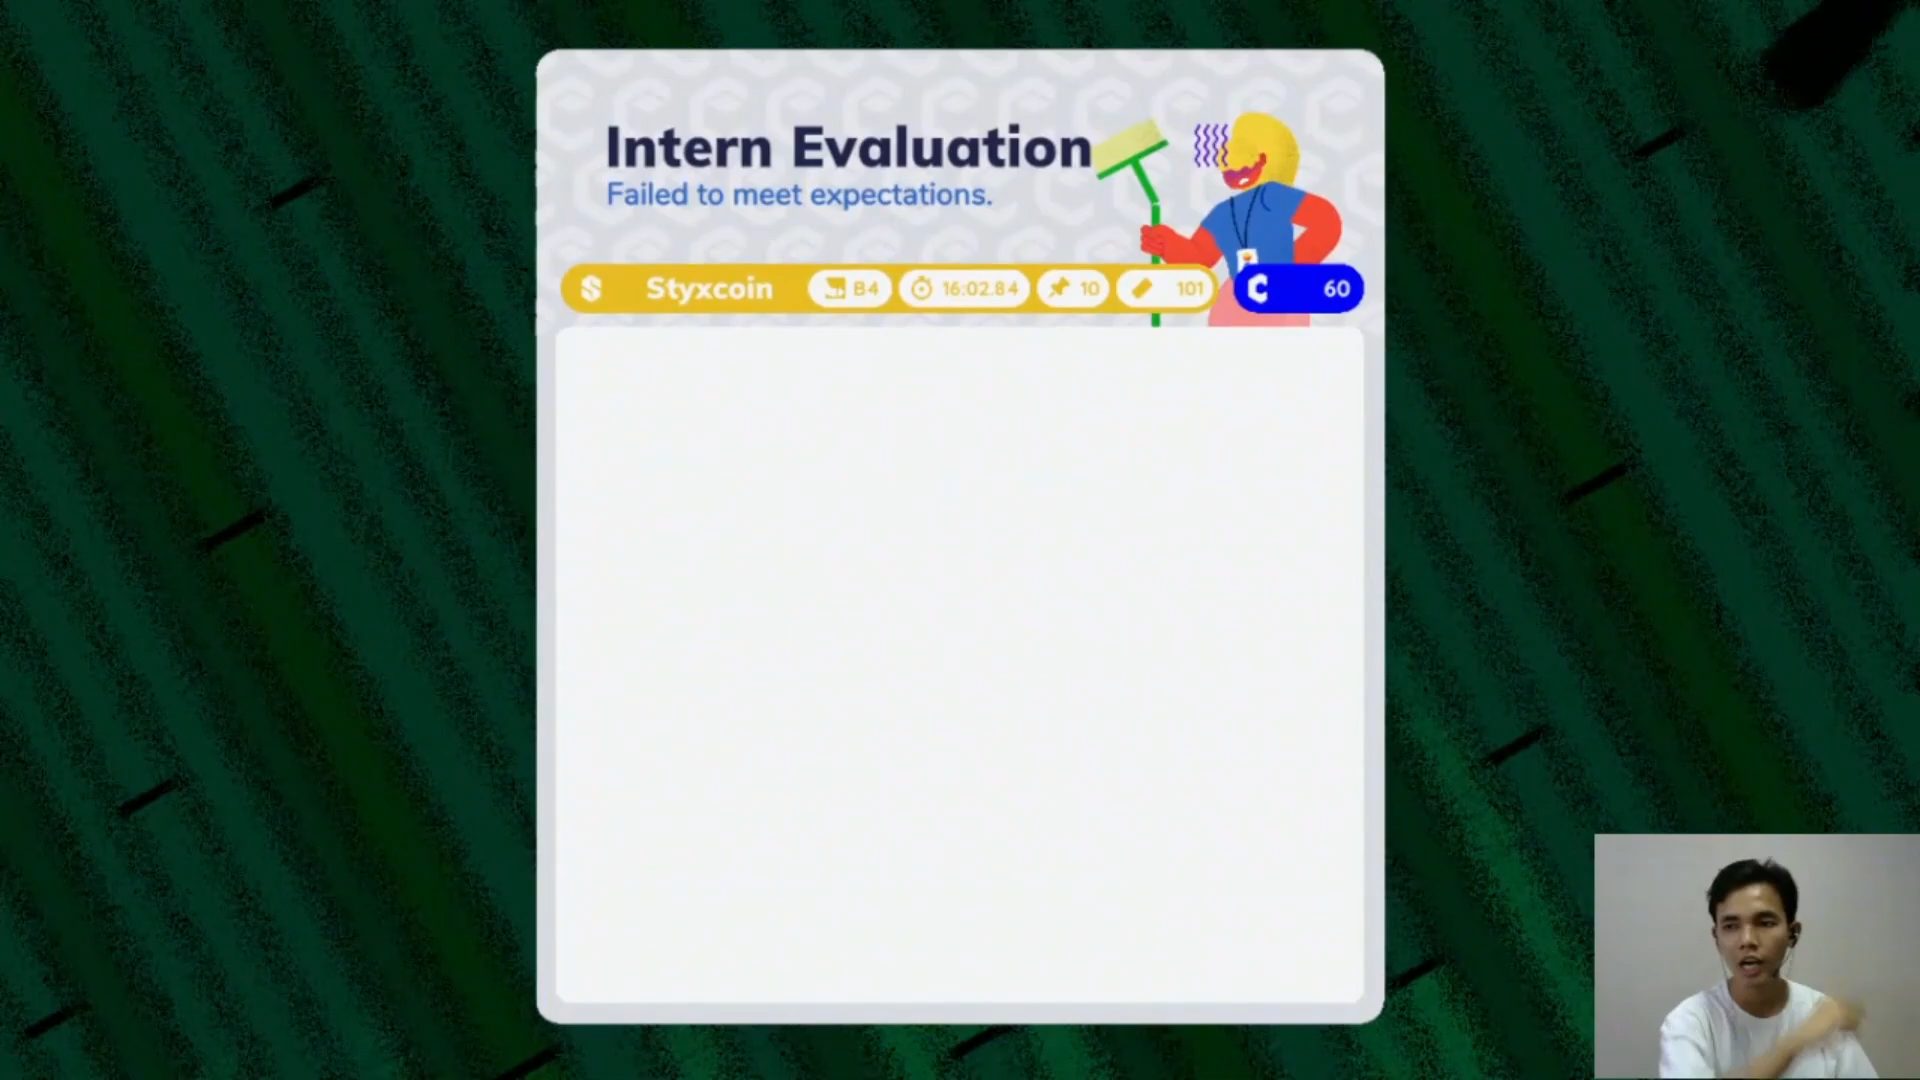 Intern Evaluation
Failed to meet expectations.
Styxcoin B4 16:02.84 10 101 60